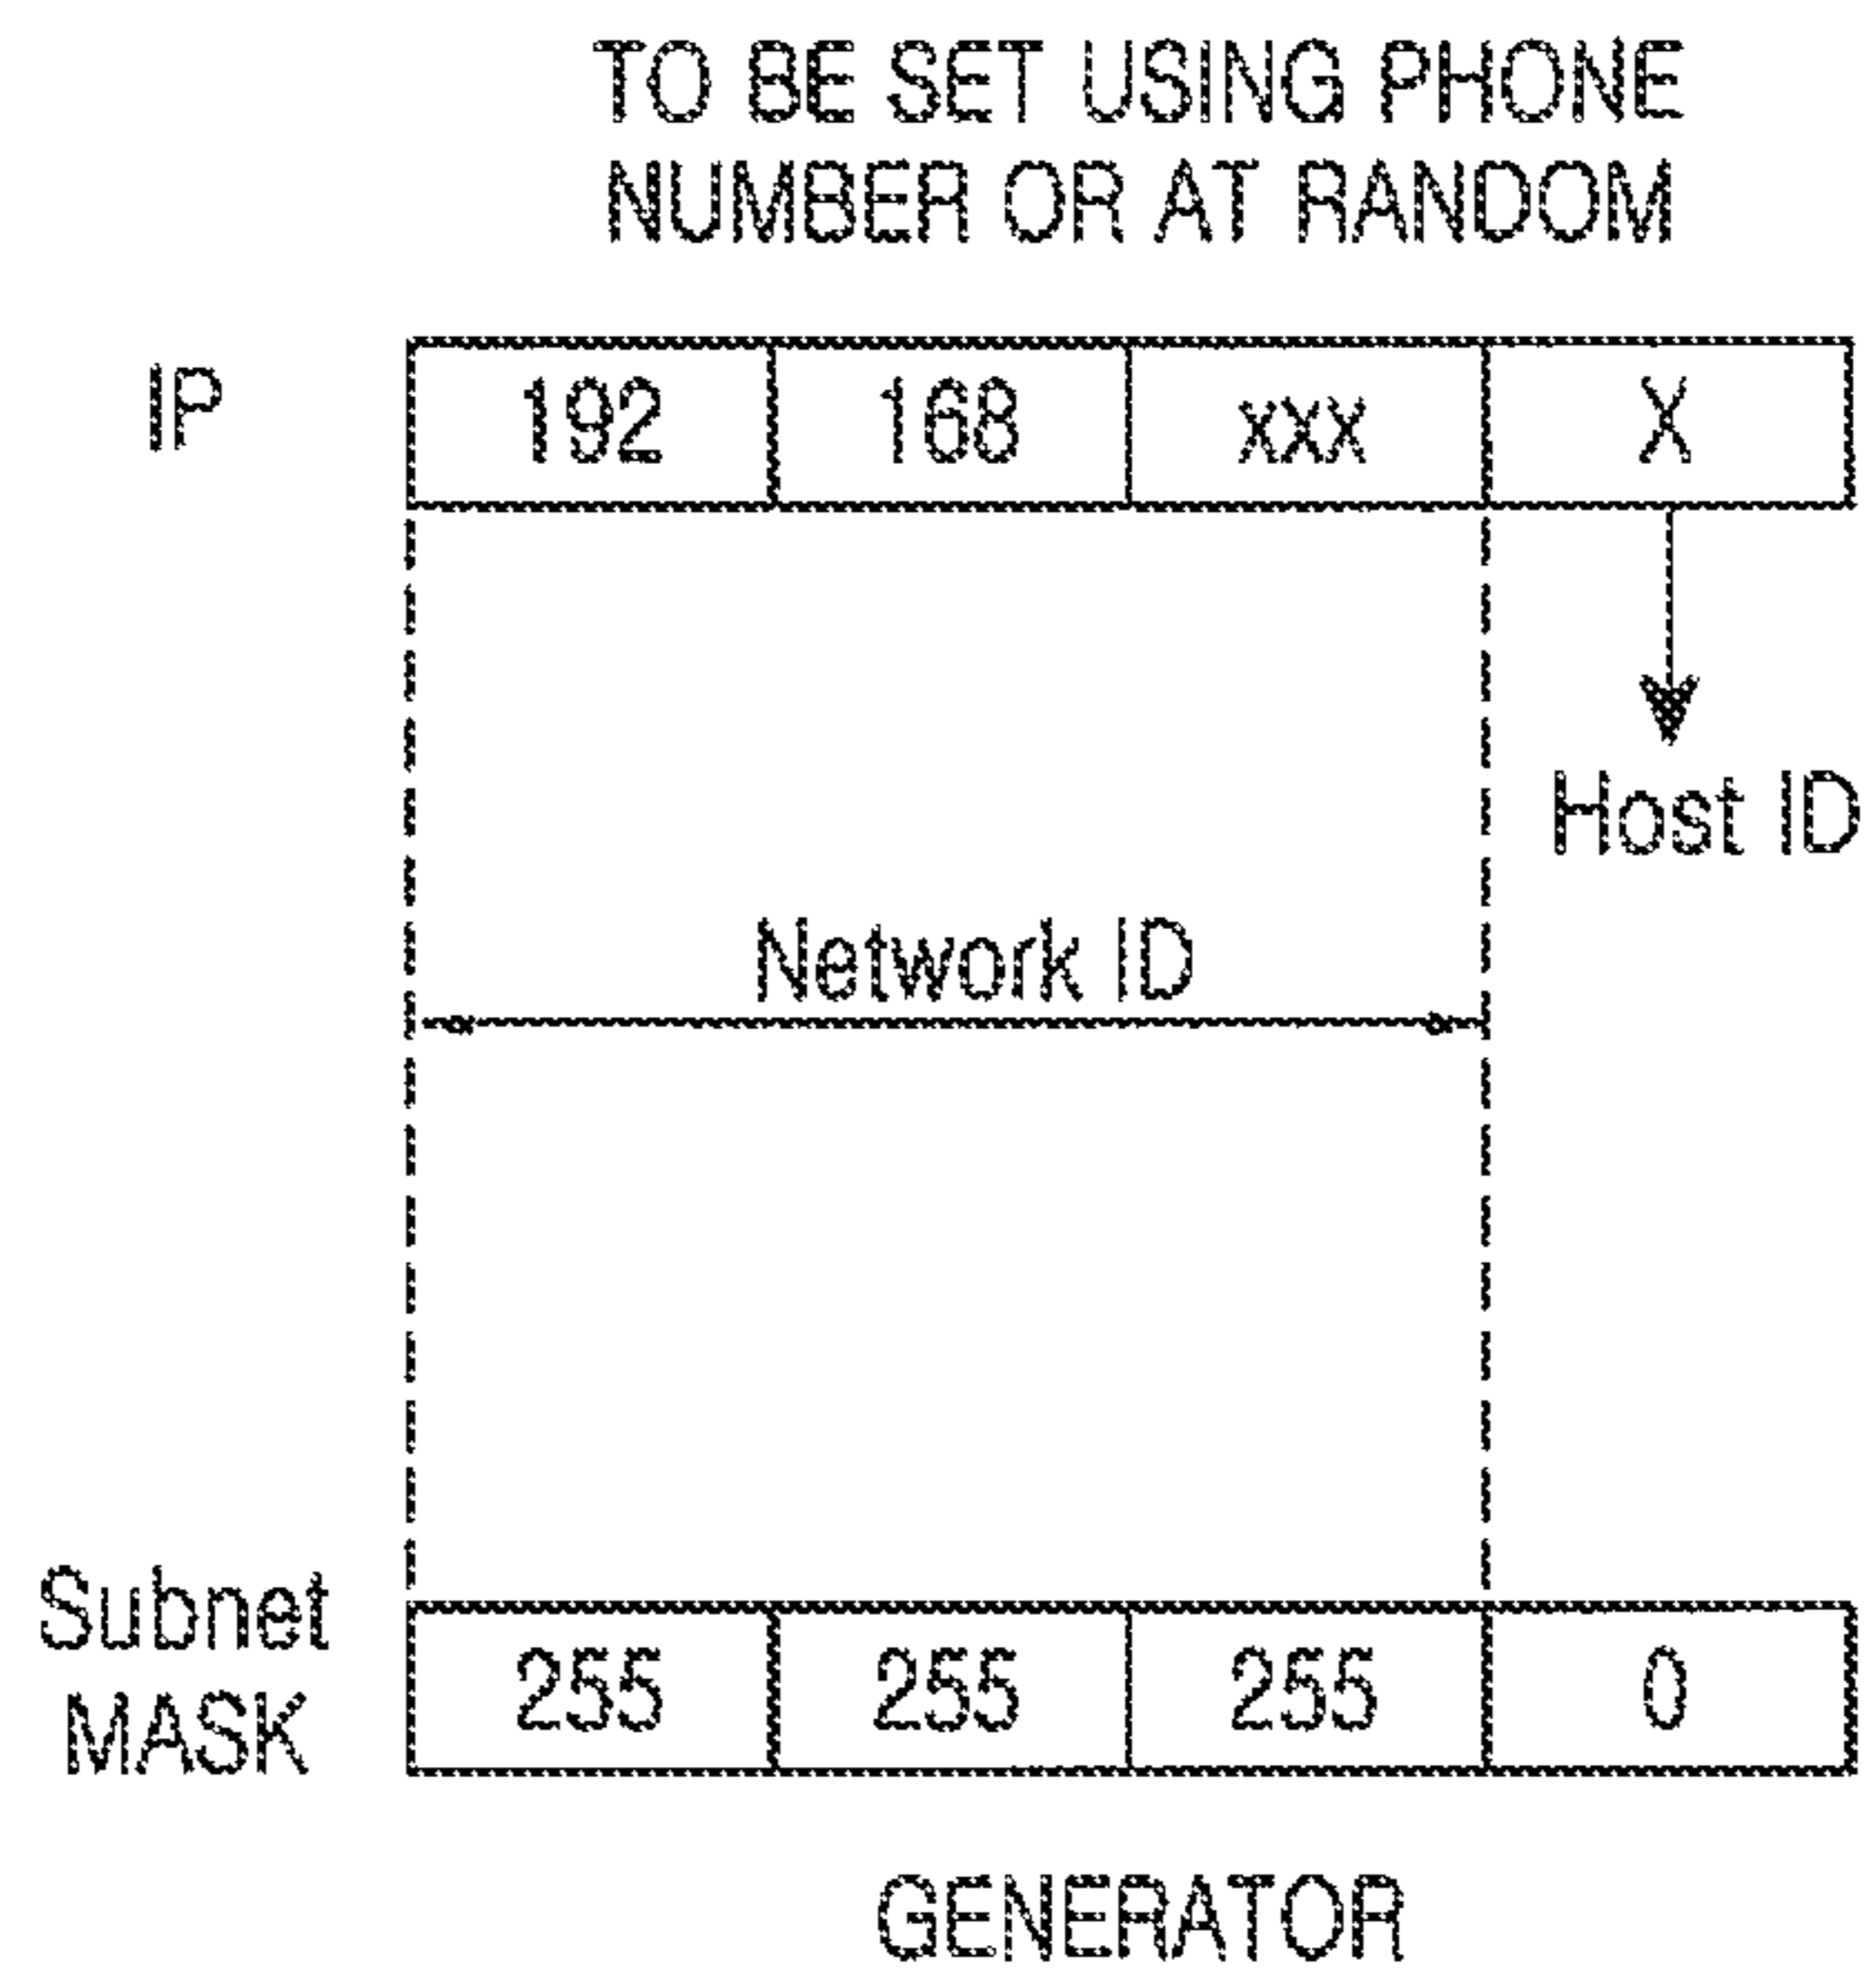 TO BE SET USING PHONE
NUMBER OR AT RANDOM
IP 192 168 xxx X
Host ID
Network ID
Subnet
MASK
255 255 255 0
GENERATOR